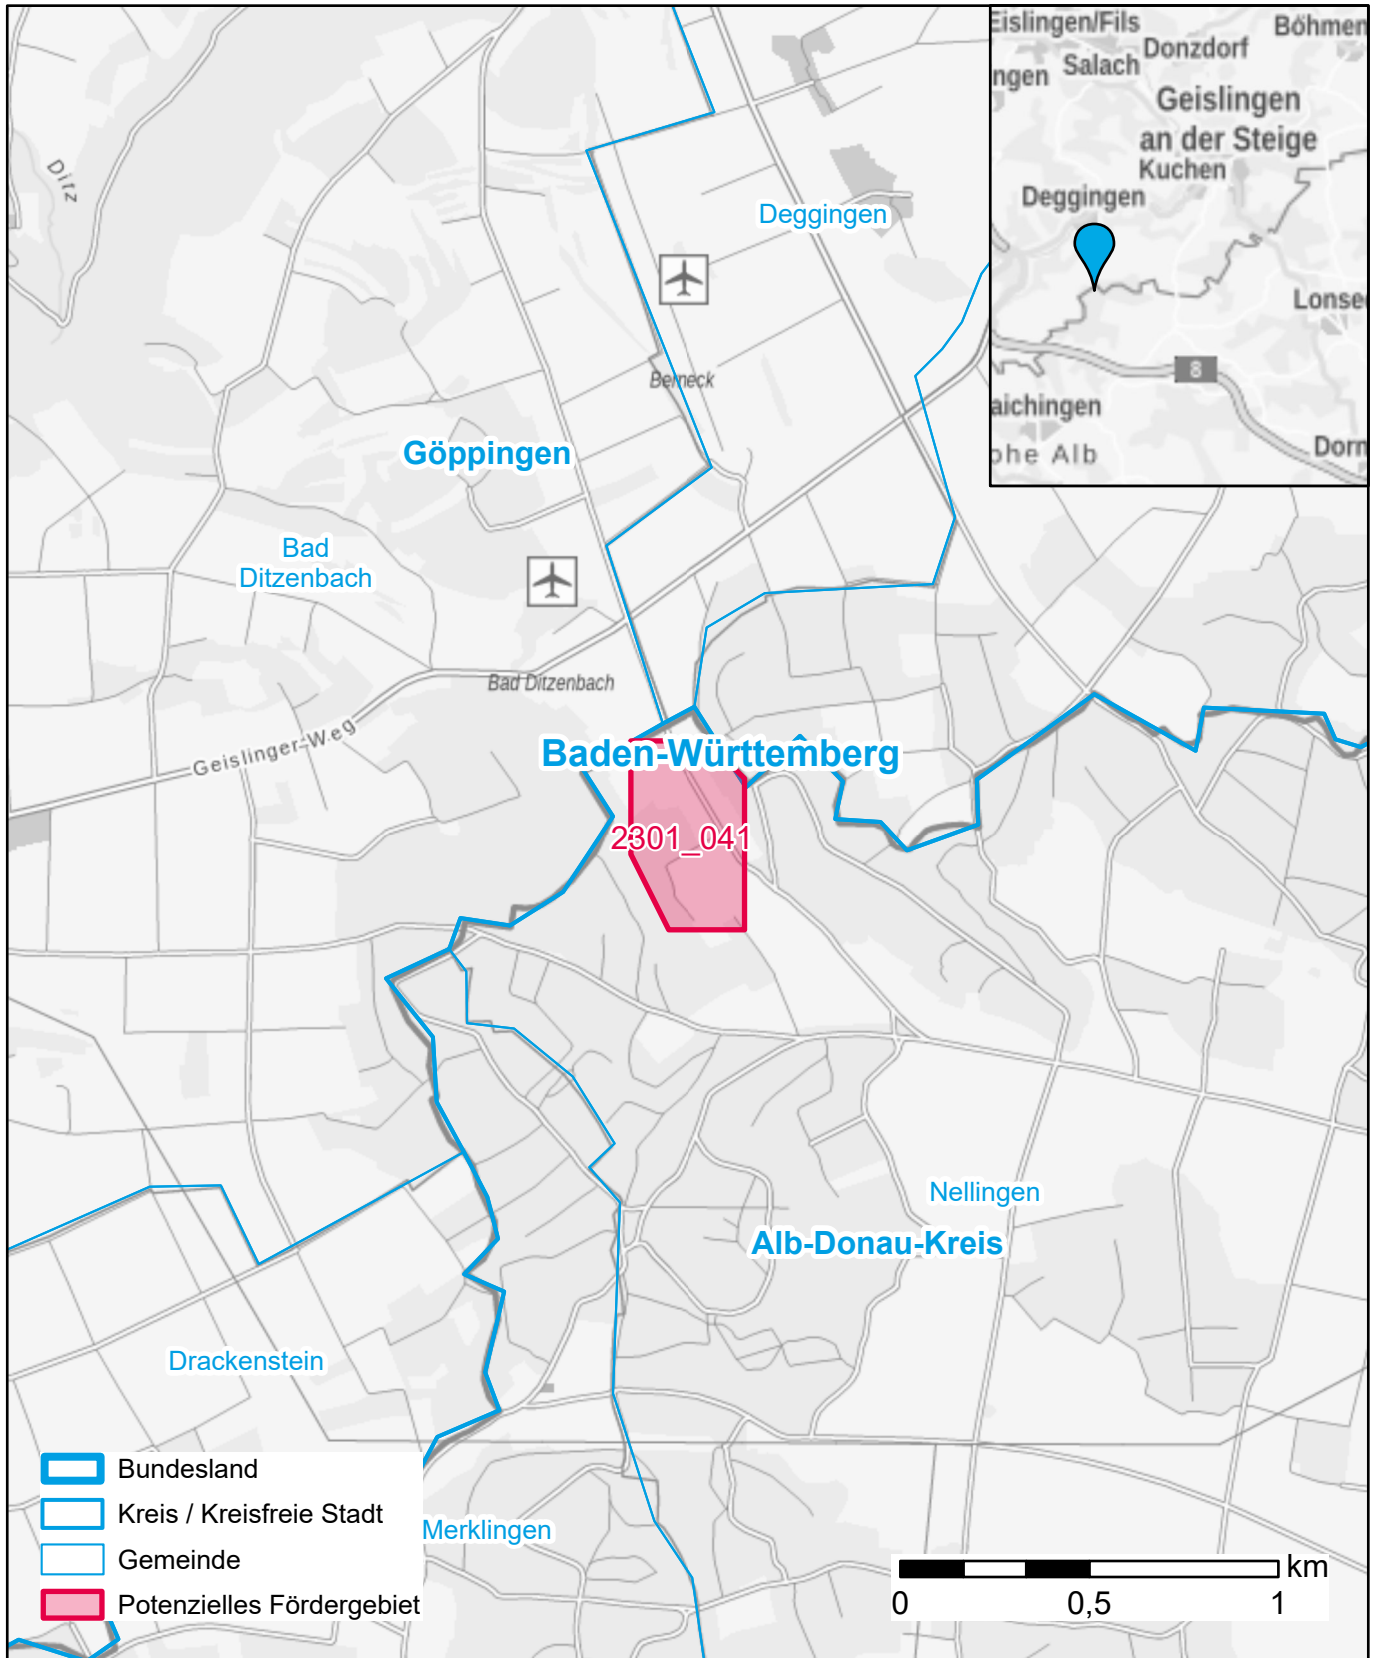 Eislingen/Fils
Böhmen
Donzdorf
ngen
Salach
Geislingen
an der Steige
Kuchen
Deggingen
Lonse
8
aichingen
ohe Alb
Dorn
Ditz
Deggingen
Berneck
Göppingen
Bad
Ditzenbach
Bad Ditzenbach
Geislinger-Weg
Baden-Württemberg
2301_041
Nellingen
Alb-Donau-Kreis
Drackenstein
Merklingen
Bundesland
Kreis / Kreisfreie Stadt
Gemeinde
Potenzielles Fördergebiet
km
0 0,5 1